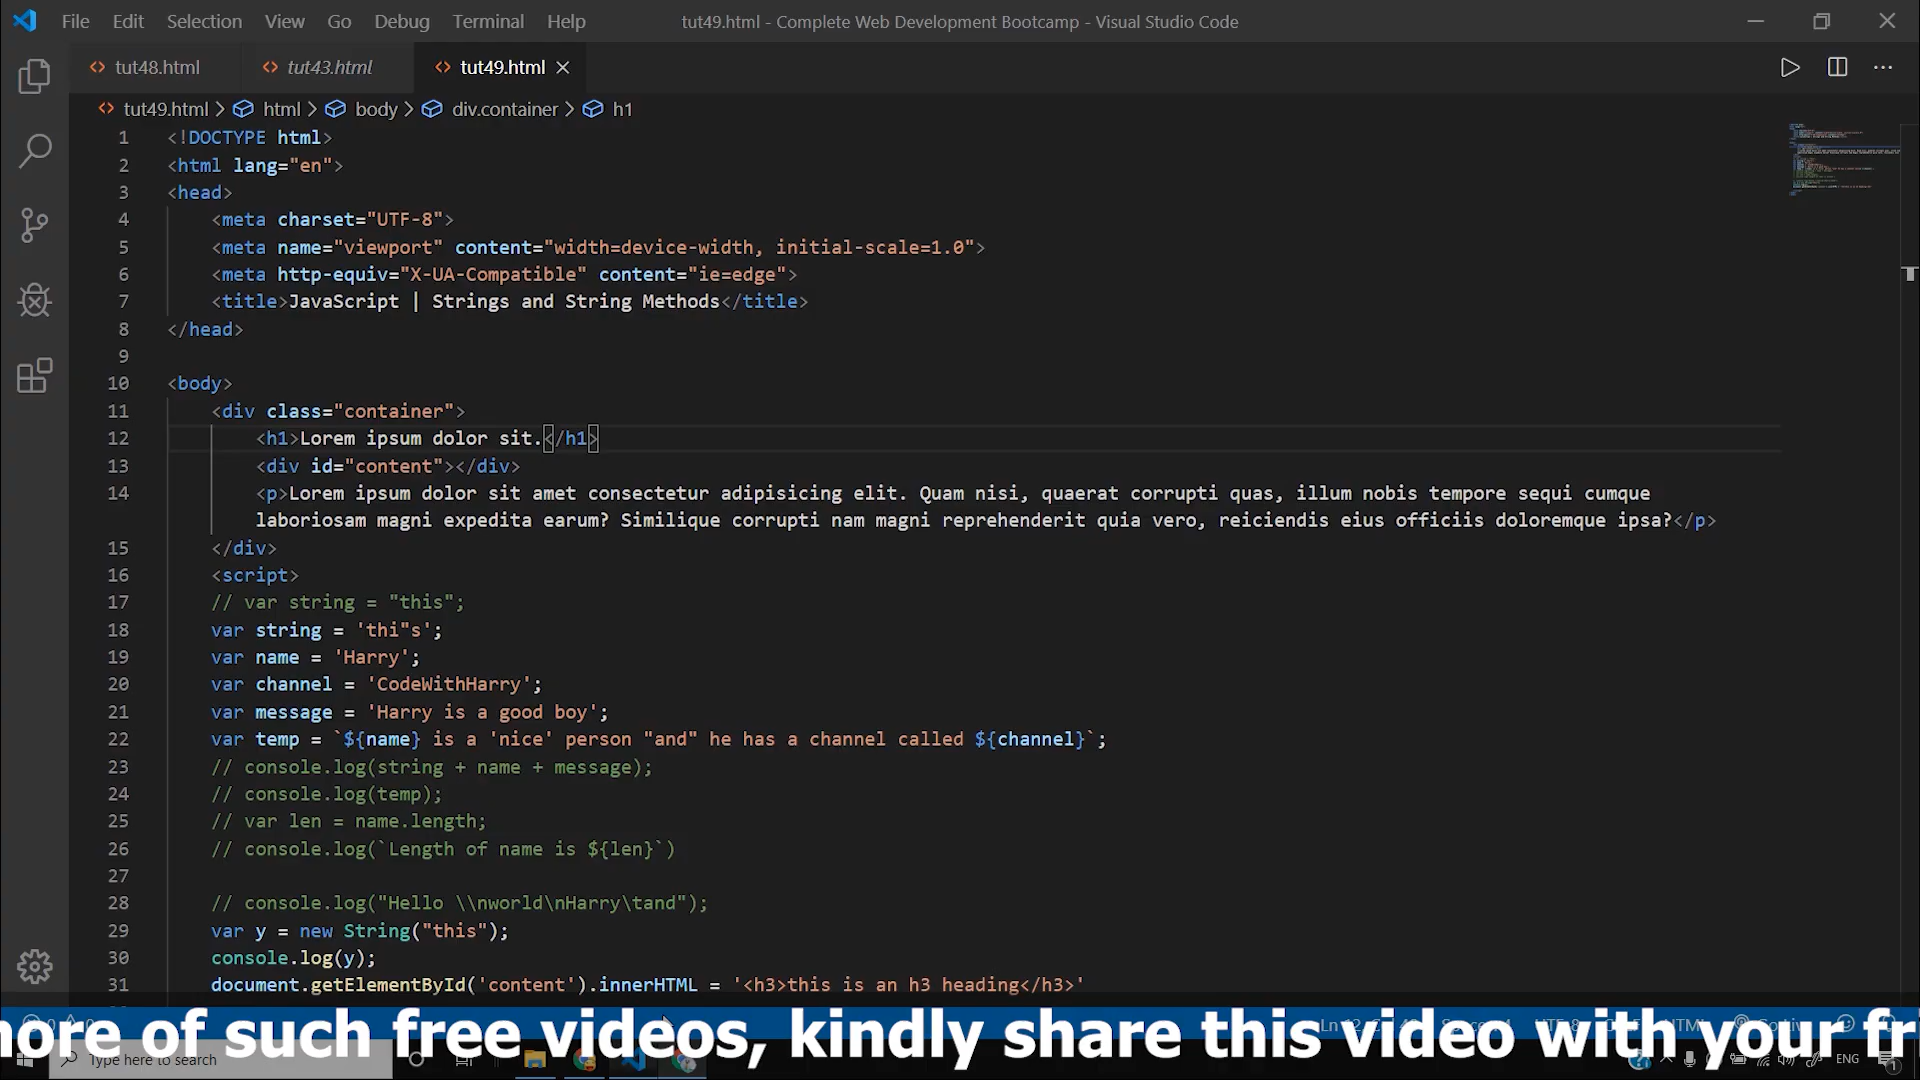 File Edit Selection View Go Debug Terminal Help tut49.html - Complete Web Development Bootcamp - Visual Studio Code
tut48.html tut43.html tut49.html
tut49.html > html > body > div.container > h1
1 <!DOCTYPE html>
2 <html lang="en">
3 <head>
4 <meta charset="UTF-8">
5 <meta name="viewport" content="width=device-width, initial-scale=1.0">
6 <meta http-equiv="X-UA-Compatible" content="ie=edge">
7 <title>JavaScript | Strings and String Methods</title>
8 </head>
9
10 <body>
11 <div class="container">
12 <h1>Lorem ipsum dolor sit.</h1>
13 <div id="content"></div>
14 <p>Lorem ipsum dolor sit amet consectetur adipisicing elit. Quam nisi, quaerat corrupti quas, illum nobis tempore sequi cumque
laboriosam magni expedita earum? Similique corrupti nam magni reprehenderit quia vero, reiciendis eius officiis doloremque ipsa?</p>
15 </div>
16 <script>
17 // var string = "this";
18 var string = 'thi"s';
19 var name = 'Harry';
20 var channel = 'CodeWithHarry';
21 var message = 'Harry is a good boy';
22 var temp = `${name} is a 'nice' person "and" he has a channel called ${channel}`;
23 // console.log(string + name + message);
24 // console.log(temp);
25 // var len = name.length;
26 // console.log(`Length of name is ${len}`)
27
28 // console.log("Hello \\nworld\nHarry\tand");
29 var y = new String("this");
30 console.log(y);
31 document.getElementById('content').innerHTML = '<h3>this is an h3 heading</h3>'
more of such free videos, kindly share this video with your fr
Type here to search ENG